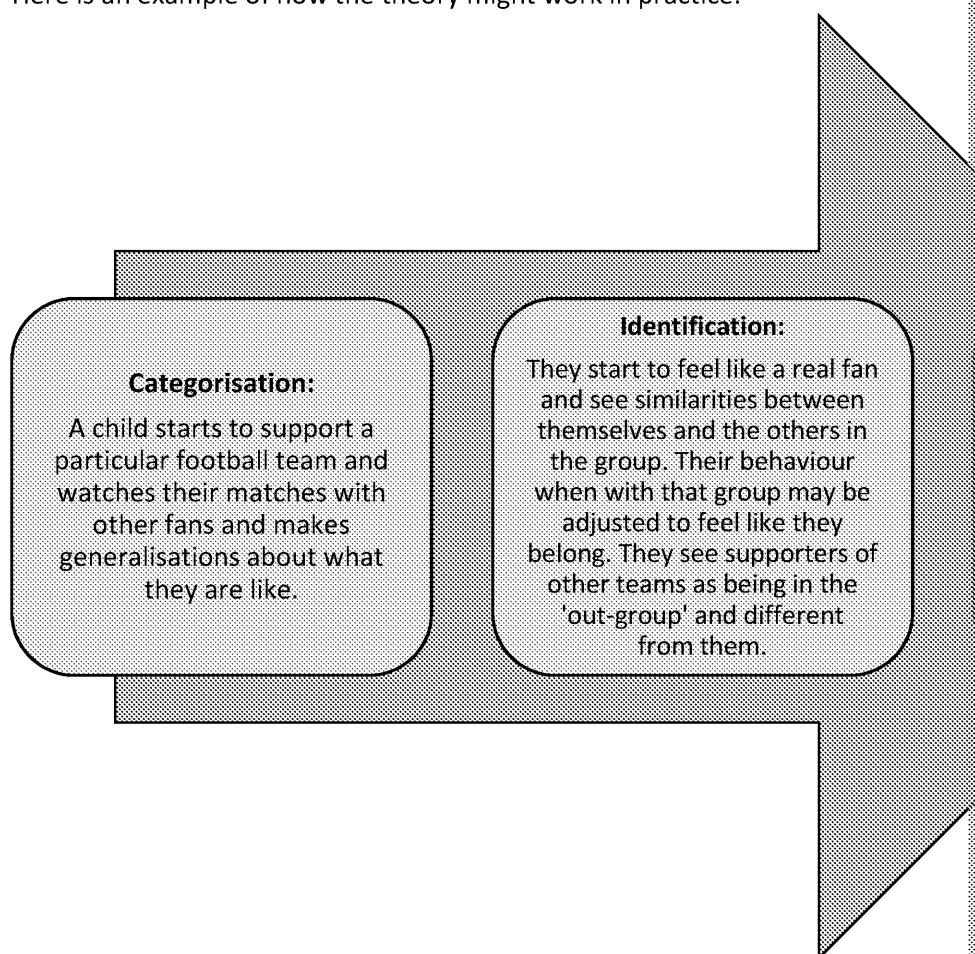 Here is an example of how the theory might work in practice:
Categorisation:
A child starts to support a
particular football team and
watches their matches with
other fans and makes
generalisations about what
they are like.
Identification:
They start to feel like a real fan
and see similarities between
themselves and the others in
the group. Their behaviour
when with that group may be
adjusted to feel like they
belong. They see supporters of
other teams as being in the
'out-group' and different
from them.